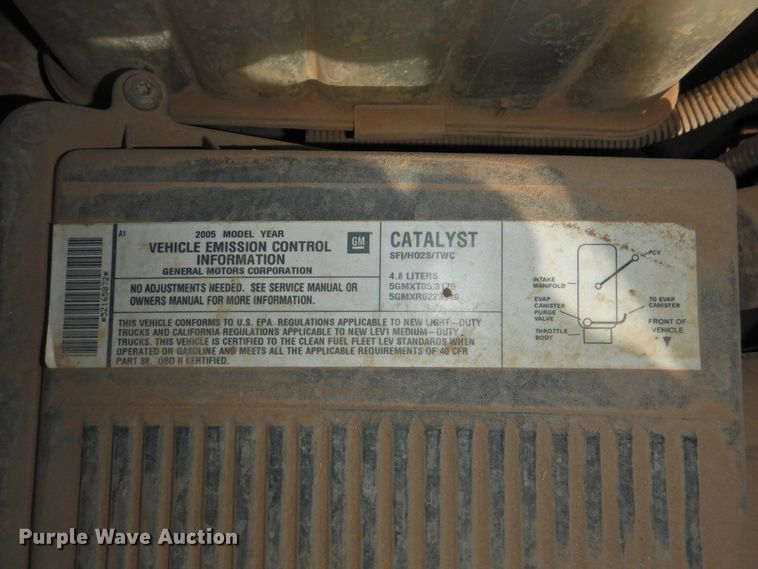 A1
2005 MODEL YEAR
VEHICLE EMISSION CONTROL
INFORMATION
GENERAL MOTORS CORPORATION
GM
NO ADJUSTMENTS NEEDED. SEE SERVICE MANUAL OR
OWNERS MANUAL FOR MORE INFORMATION.
CATALYST
SFI/HO2S/TWC
4.8 LITERS
THIS VEHICLE CONFORMS TO U.S. EPA. REGULATIONS APPLICABLE TO NEW LIGHT-DUTY
TRUCKS AND CALIFORNIA REGULATIONS APPLICABLE TO NEW LEV1 MEDIUM-DUTY
TRUCKS. THIS VEHICLE IS CERTIFIED TO THE CLEAN FUEL FLEET LEV STANDARDS WHEN
OPERATED ON GASOLINE AND MEETS ALL THE APPLICABLE REQUIREMENTS OF 40 CFR
PART 88. OBD II CERTIFIED.
*5Z165872*
PCV
INTAKE
MANIFOLD
EVAP
CANISTER
PURGE
VALVE
THROTTLE
BODY
TO EVAP
CANISTER
FRONT OF
VEHICLE
Purple Wave Auction